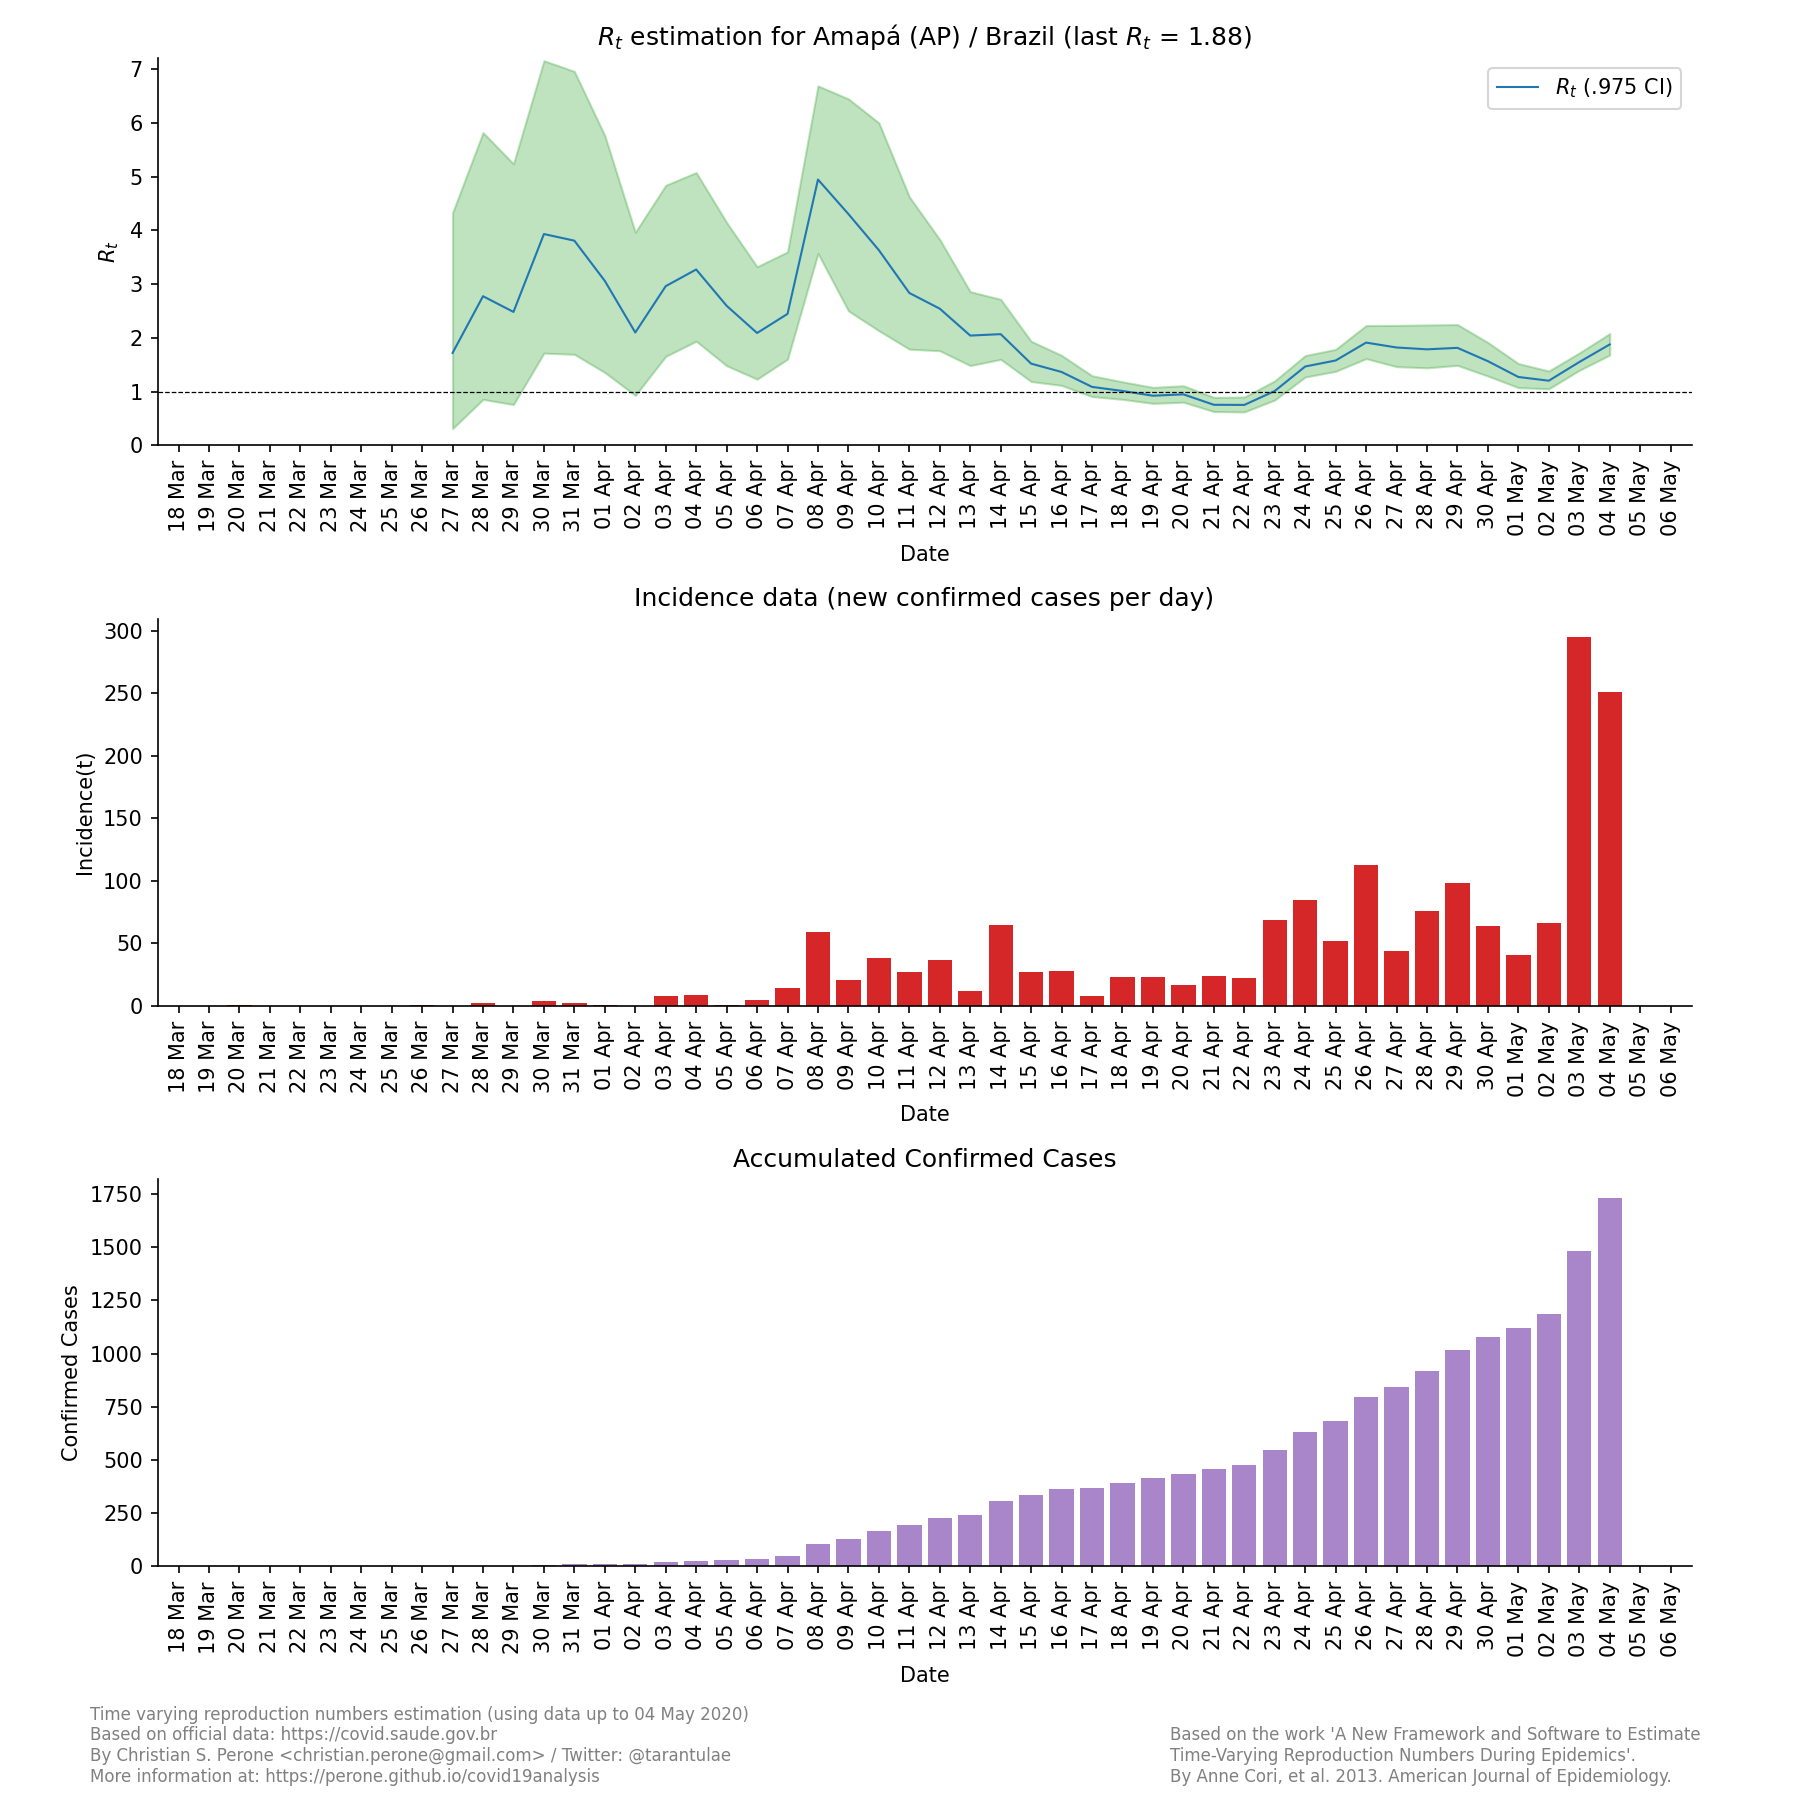 Rt estimation for Amapá (AP) / Brazil (last Rt = 1.88)
Rt (.975 CI)
Rt
7
6
5
4
3
2
1
0
18 Mar 19 Mar 20 Mar 21 Mar 22 Mar 23 Mar 24 Mar 25 Mar 26 Mar 27 Mar 28 Mar 29 Mar 30 Mar 31 Mar 01 Apr 02 Apr 03 Apr 04 Apr 05 Apr 06 Apr 07 Apr 08 Apr 09 Apr 10 Apr 11 Apr 12 Apr 13 Apr 14 Apr 15 Apr 16 Apr 17 Apr 18 Apr 19 Apr 20 Apr 21 Apr 22 Apr 23 Apr 24 Apr 25 Apr 26 Apr 27 Apr 28 Apr 29 Apr 30 Apr 01 May 02 May 03 May 04 May 05 May 06 May
Date
Incidence data (new confirmed cases per day)
Incidence(t)
300
250
200
150
100
50
0
18 Mar 19 Mar 20 Mar 21 Mar 22 Mar 23 Mar 24 Mar 25 Mar 26 Mar 27 Mar 28 Mar 29 Mar 30 Mar 31 Mar 01 Apr 02 Apr 03 Apr 04 Apr 05 Apr 06 Apr 07 Apr 08 Apr 09 Apr 10 Apr 11 Apr 12 Apr 13 Apr 14 Apr 15 Apr 16 Apr 17 Apr 18 Apr 19 Apr 20 Apr 21 Apr 22 Apr 23 Apr 24 Apr 25 Apr 26 Apr 27 Apr 28 Apr 29 Apr 30 Apr 01 May 02 May 03 May 04 May 05 May 06 May
Date
Accumulated Confirmed Cases
Confirmed Cases
1750
1500
1250
1000
750
500
250
0
18 Mar 19 Mar 20 Mar 21 Mar 22 Mar 23 Mar 24 Mar 25 Mar 26 Mar 27 Mar 28 Mar 29 Mar 30 Mar 31 Mar 01 Apr 02 Apr 03 Apr 04 Apr 05 Apr 06 Apr 07 Apr 08 Apr 09 Apr 10 Apr 11 Apr 12 Apr 13 Apr 14 Apr 15 Apr 16 Apr 17 Apr 18 Apr 19 Apr 20 Apr 21 Apr 22 Apr 23 Apr 24 Apr 25 Apr 26 Apr 27 Apr 28 Apr 29 Apr 30 Apr 01 May 02 May 03 May 04 May 05 May 06 May
Date
Time varying reproduction numbers estimation (using data up to 04 May 2020)
Based on official data: https://covid.saude.gov.br
By Christian S. Perone <christian.perone@gmail.com> / Twitter: @tarantulae
More information at: https://perone.github.io/covid19analysis
Based on the work 'A New Framework and Software to Estimate
Time-Varying Reproduction Numbers During Epidemics'.
By Anne Cori, et al. 2013. American Journal of Epidemiology.